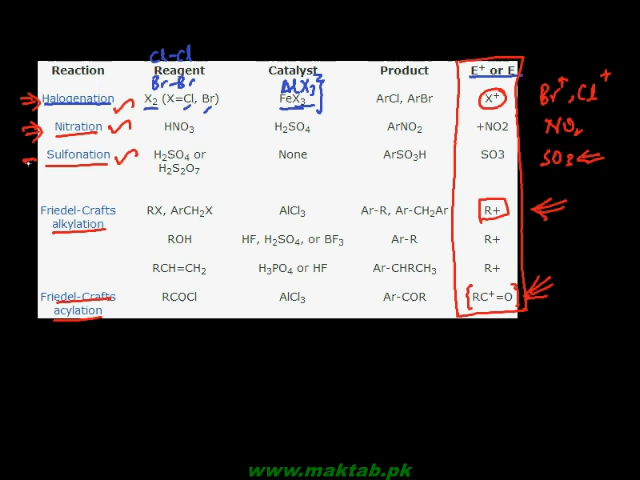 Cl-Cl
Br-Br AlX3
Reaction Reagent Catalyst Product E+ or E
Halogenation X2 (X=Cl, Br) FeX3 ArCl, ArBr X+ Br+, Cl+
Nitration HNO3 H2SO4 ArNO2 +NO2 NO2
Sulfonation H2SO4 or H2S2O7 None ArSO3H SO3 SO3
Friedel-Crafts alkylation RX, ArCH2X AlCl3 Ar-R, Ar-CH2Ar R+
ROH HF, H2SO4, or BF3 Ar-R R+
RCH=CH2 H3PO4 or HF Ar-CHRCH3 R+
Friedel-Crafts acylation RCOCl AlCl3 Ar-COR RC+=O
www.maktab.pk